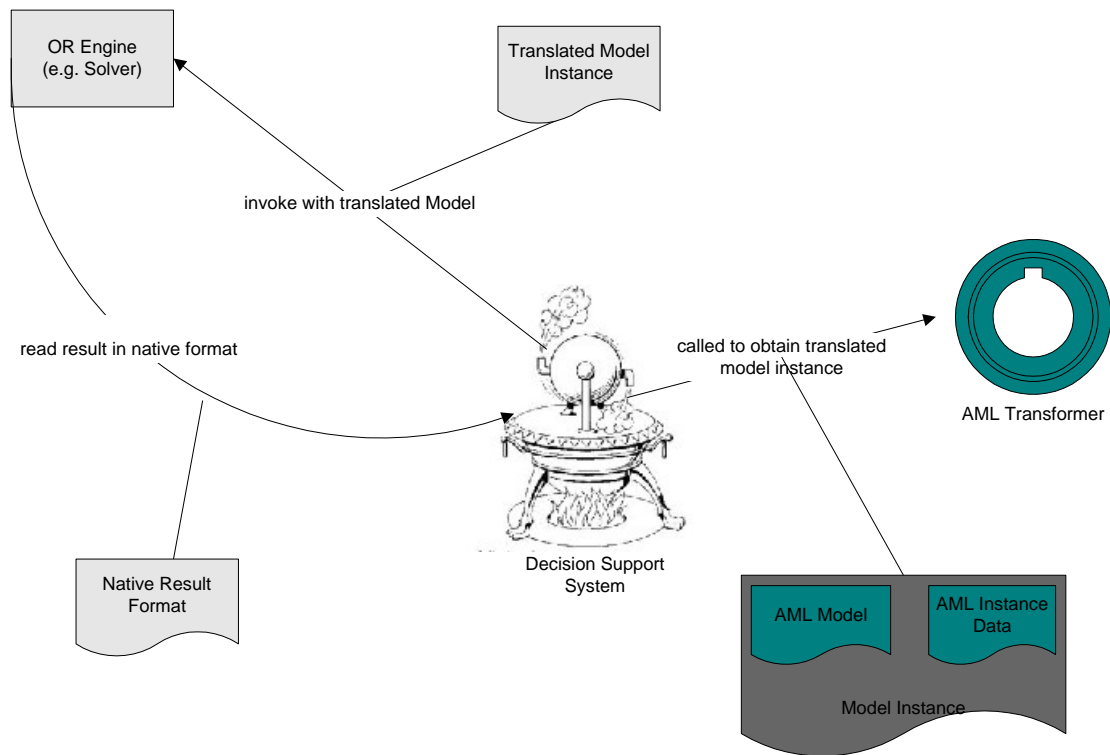 OR Engine
(e.g. Solver)
Translated Model
Instance
invoke with translated Model
read result in native format
called to obtain translated
model instance
AML Transformer
Decision Support
System
Native Result
Format
AML Model
AML Instance
Data
Model Instance